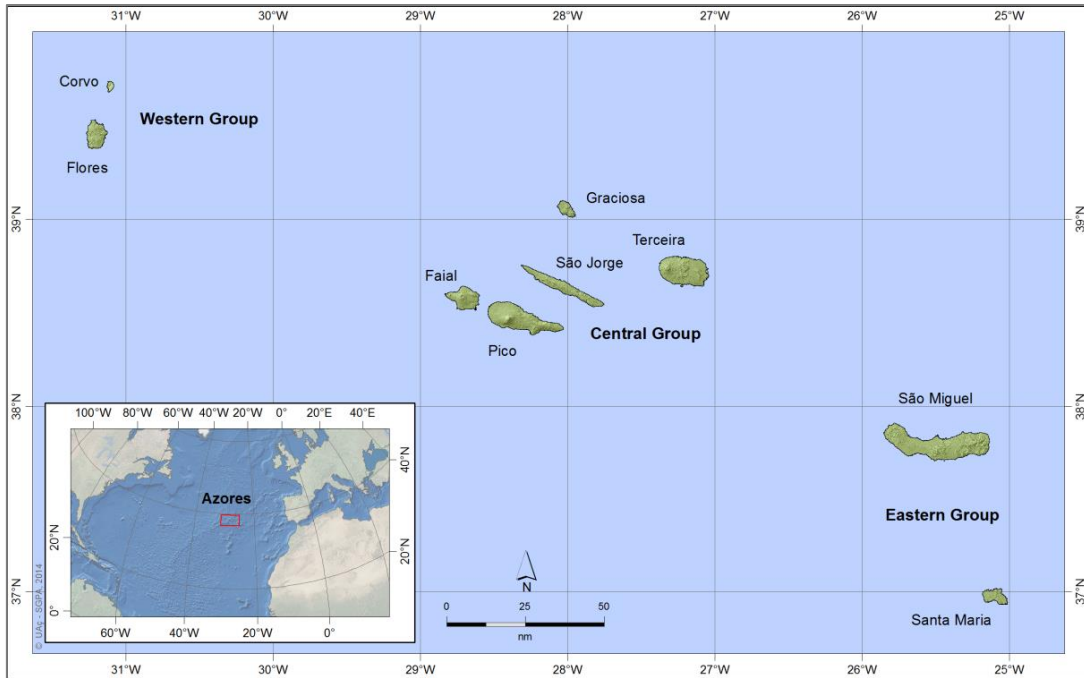 31°W 30°W 29°W 28°W 27°W 26°W 25°W
Corvo
Western Group
Flores
Graciosa
39°N 39°N
Terceira
São Jorge
Faial
Central Group
Pico
38°N 38°N
São Miguel
100°W 80°W 60°W 40°W 20°W 0° 20°E 40°E
40°N
Azores
Eastern Group
20°N 20°N
37°N 37°N
N
0 25 50
nm
Santa Maria
0°
60°W 40°W 20°W 0°
© UAç - SGPA, 2014
31°W 30°W 29°W 28°W 27°W 26°W 25°W